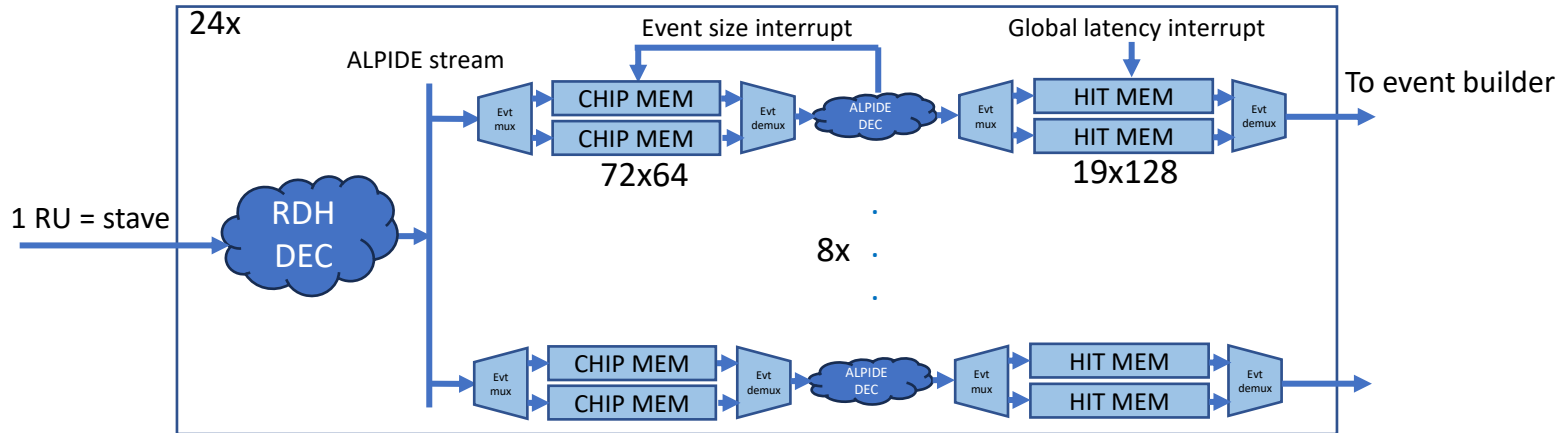 24x
Event size interrupt
Global latency interrupt
ALPIDE stream
To event builder
Evt
mux
CHIP MEM
CHIP MEM
72x64
Evt
demux
ALPIDE
DEC
Evt
mux
HIT MEM
HIT MEM
19x128
Evt
demux
1 RU = stave
RDH
DEC
8x
.
.
.
Evt
mux
CHIP MEM
CHIP MEM
Evt
demux
ALPIDE
DEC
Evt
mux
HIT MEM
HIT MEM
Evt
demux